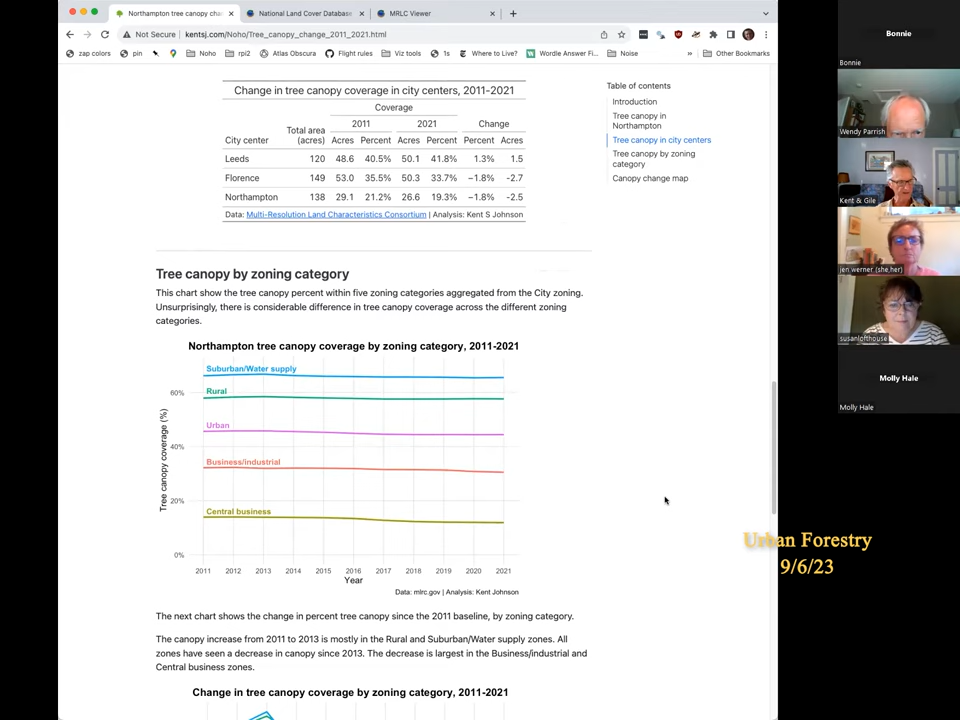 Northampton tree canopy cha
National Land Cover Database
MRLC Viewer
Not Secure | kentsj.com/Noho/Tree_canopy_change_2011_2021.html
zap colors
pin
Noho
rpi2
Atlas Obscura
Flight rules
Viz tools
1s
Where to Live?
Wordle Answer Fi...
Noise
»
Other Bookmarks
Change in tree canopy coverage in city centers, 2011-2021
Coverage
2011 2021 Change
City center Total area (acres) Acres Percent Acres Percent Percent Acres
Leeds 120 48.6 40.5% 50.1 41.8% 1.3% 1.5
Florence 149 53.0 35.5% 50.3 33.7% −1.8% -2.7
Northampton 138 29.1 21.2% 26.6 19.3% −1.8% -2.5
Data: Multi-Resolution Land Characteristics Consortium | Analysis: Kent S Johnson
Table of contents
Introduction
Tree canopy in
Northampton
Tree canopy in city centers
Tree canopy by zoning
category
Canopy change map
Tree canopy by zoning category
This chart show the tree canopy percent within five zoning categories aggregated from the City zoning.
Unsurprisingly, there is considerable difference in tree canopy coverage across the different zoning
categories.
Northampton tree canopy coverage by zoning category, 2011-2021
Tree canopy coverage (%)
60%
40%
20%
0%
Suburban/Water supply
Rural
Urban
Business/industrial
Central business
2011 2012 2013 2014 2015 2016 2017 2018 2019 2020 2021
Year
Data: mlrc.gov | Analysis: Kent Johnson
The next chart shows the change in percent tree canopy since the 2011 baseline, by zoning category.
The canopy increase from 2011 to 2013 is mostly in the Rural and Suburban/Water supply zones. All
zones have seen a decrease in canopy since 2013. The decrease is largest in the Business/industrial and
Central business zones.
Change in tree canopy coverage by zoning category, 2011-2021
Bonnie
Bonnie
Wendy Parrish
Kent & Gile
jen werner (she,her)
susanlofthouse
Molly Hale
Molly Hale
Urban Forestry
9/6/23